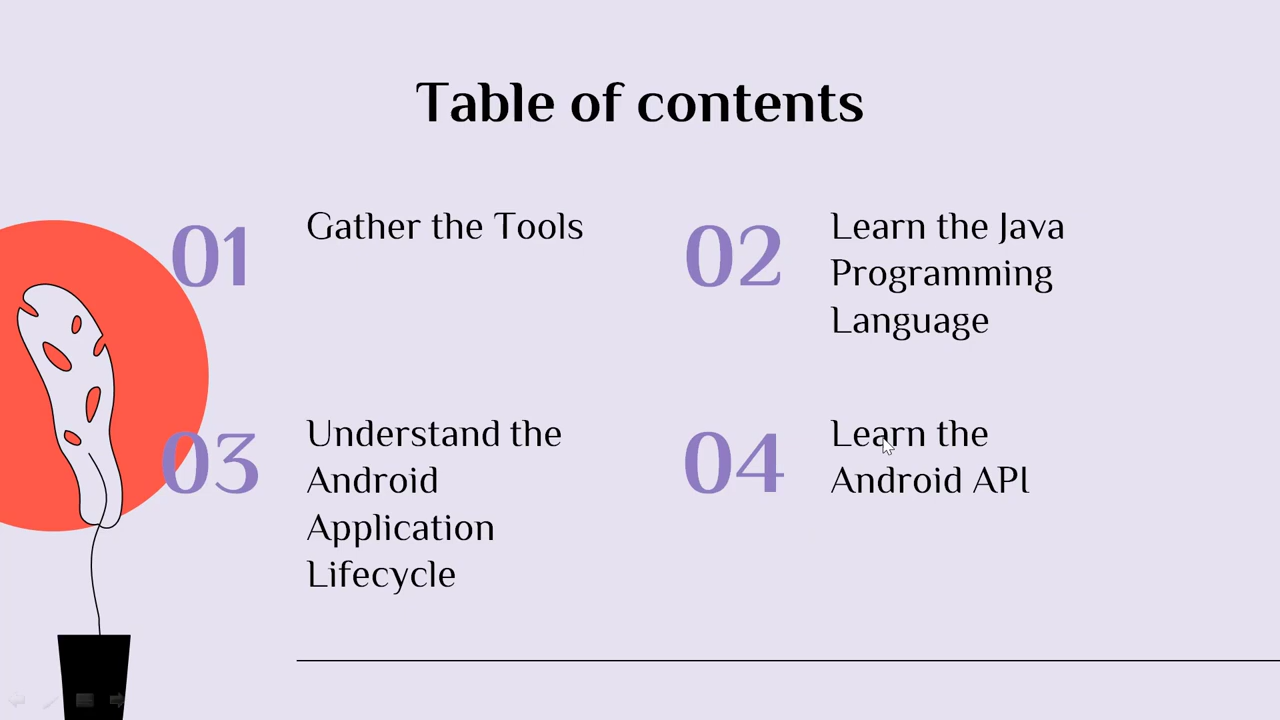 Table of contents
01
Gather the Tools
02
Learn the Java
Programming
Language
03
Understand the
Android
Application
Lifecycle
04
Learn the
Android API